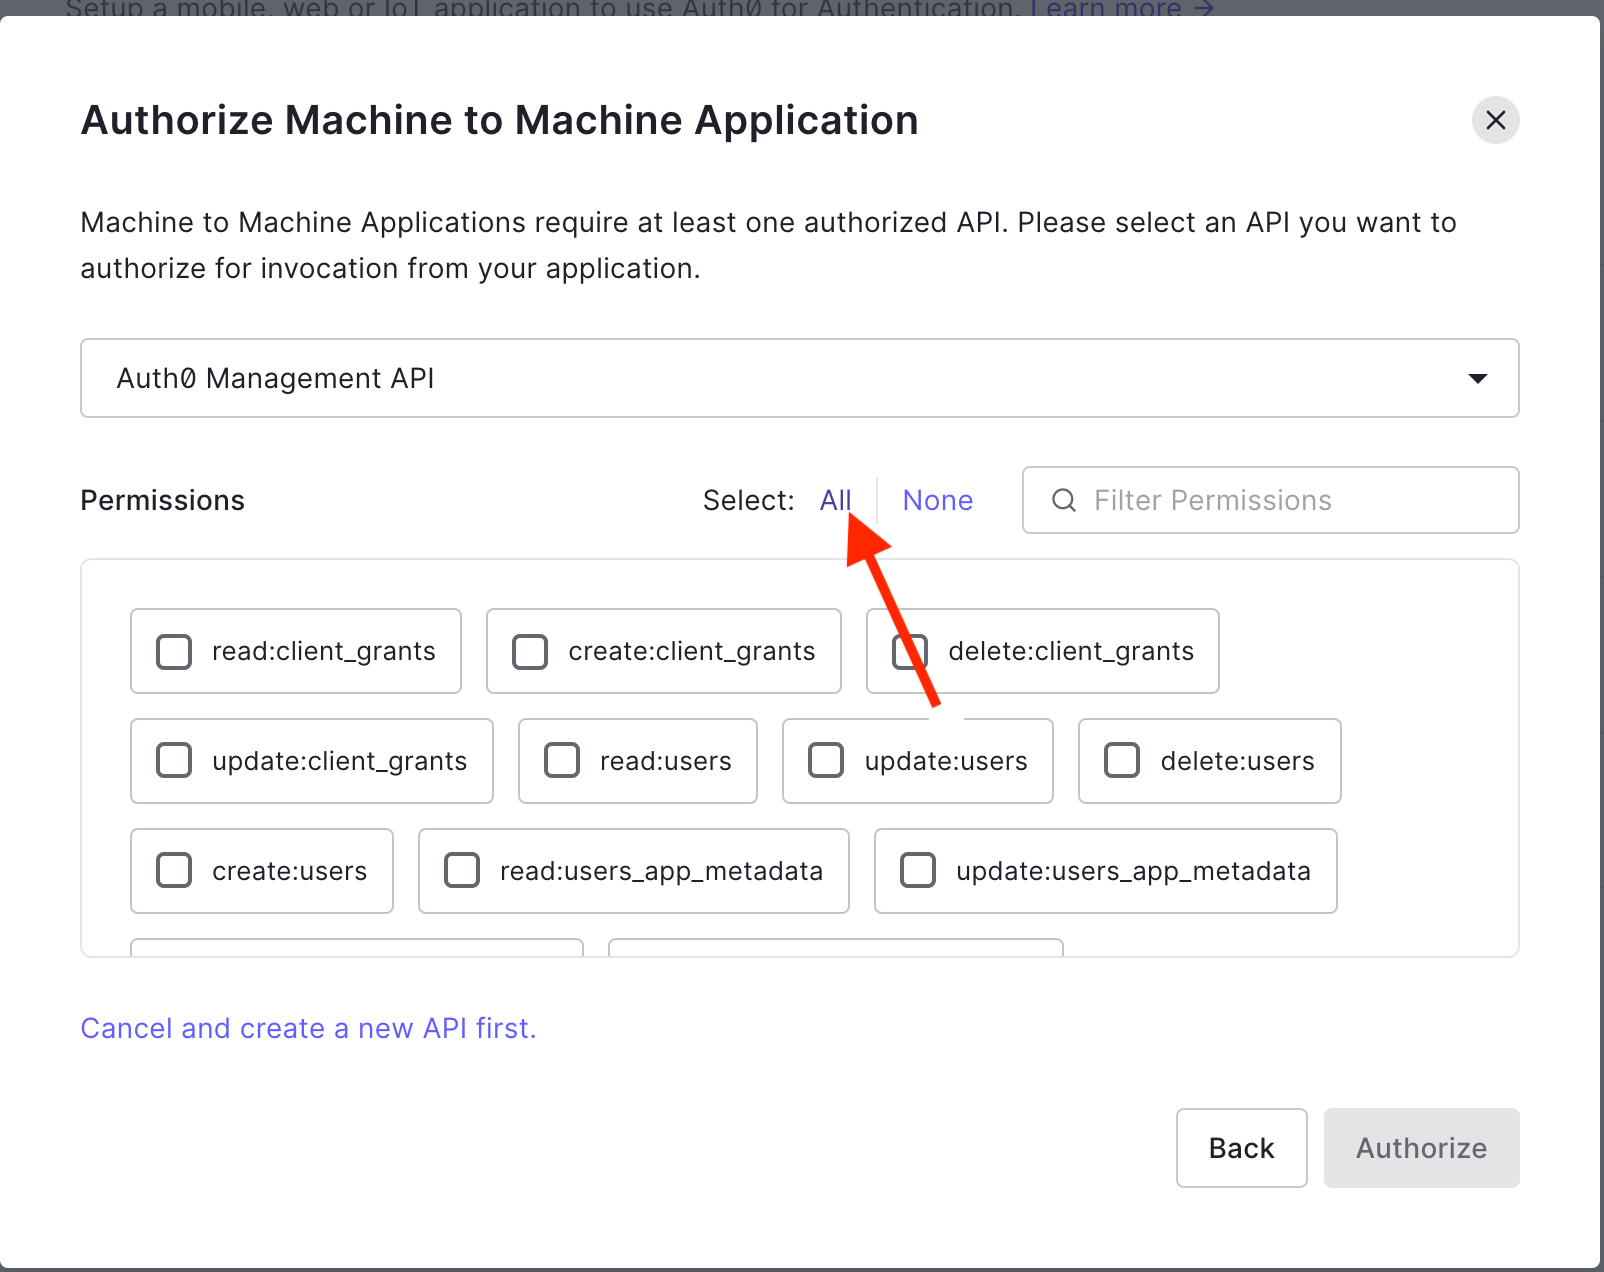 Setup a mobile, web or IoT application to use Auth0 for Authentication. Learn more →
Authorize Machine to Machine Application
Machine to Machine Applications require at least one authorized API. Please select an API you want to
authorize for invocation from your application.
Auth0 Management API
Permissions
Select: All None
Filter Permissions
read:client_grants create:client_grants delete:client_grants
update:client_grants read:users update:users delete:users
create:users read:users_app_metadata update:users_app_metadata
Cancel and create a new API first.
Back Authorize